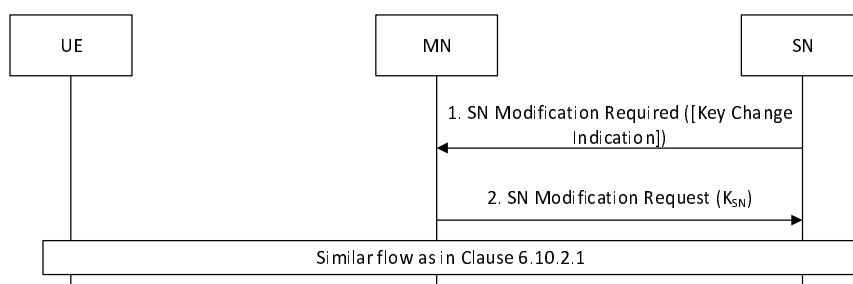 UE
MN
SN
1. SN Modification Required ([Key Change
Indication])
2. SN Modification Request (KSN)
Similar flow as in Clause 6.10.2.1